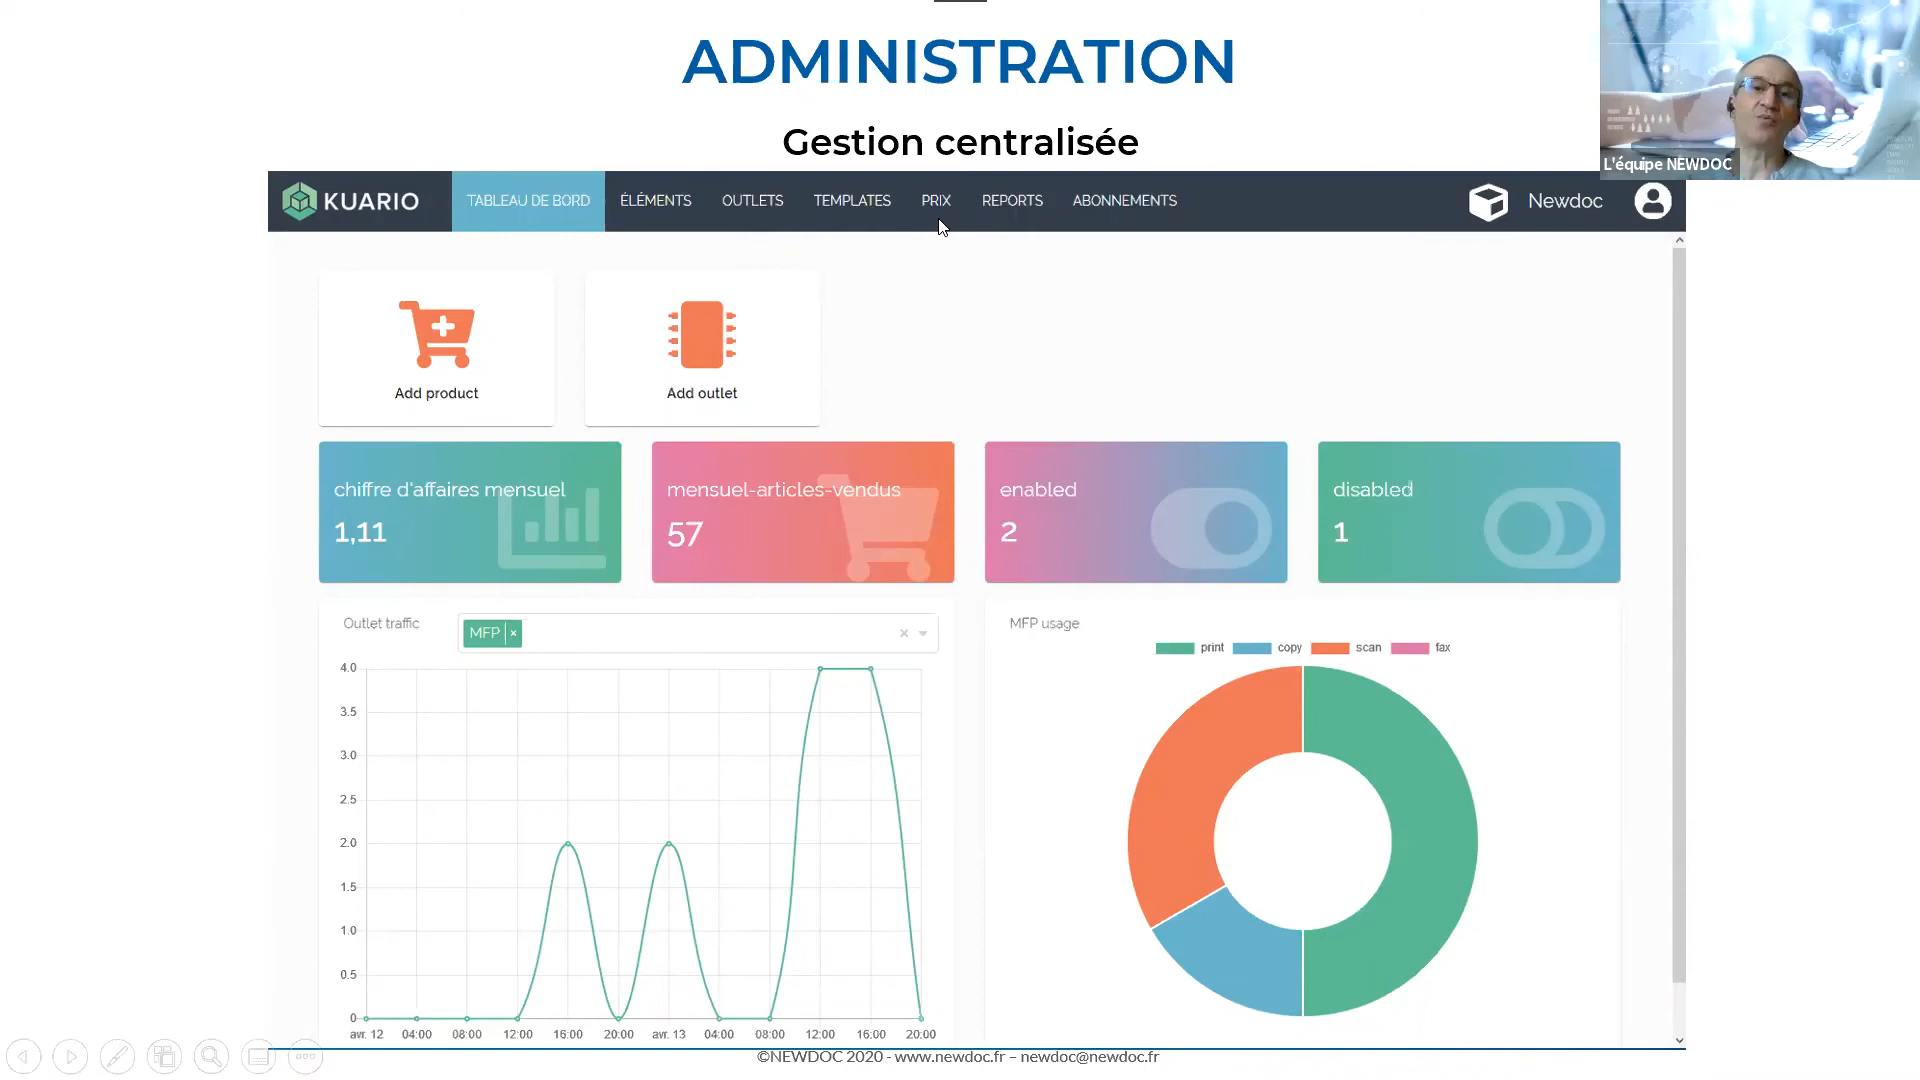 ADMINISTRATION
Gestion centralisée
L'équipe NEWDOC
KUARIO
TABLEAU DE BORD
ÉLÉMENTS
OUTLETS
TEMPLATES
PRIX
REPORTS
ABONNEMENTS
Newdoc
Add product
Add outlet
chiffre d'affaires mensuel
1,11
mensuel-articles-vendus
57
enabled
2
disabled
1
Outlet traffic
MFP
×
MFP usage
print
copy
scan
fax
4.0
3.5
3.0
2.5
2.0
1.5
1.0
0.5
0
avr. 12
04:00
08:00
12:00
16:00
20:00
avr. 13
04:00
08:00
12:00
16:00
20:00
©NEWDOC 2020 - www.newdoc.fr – newdoc@newdoc.fr